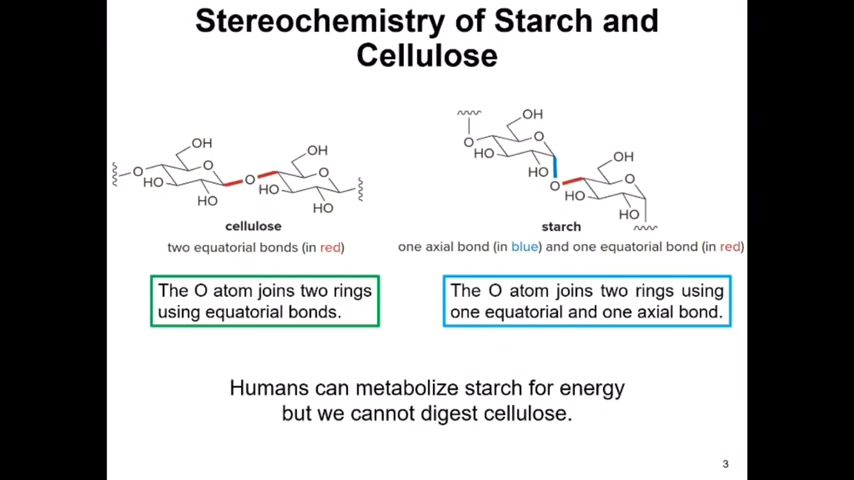 Stereochemistry of Starch and
Cellulose
OH
O
O
HO
HO
O
OH
O
HO
HO
cellulose
two equatorial bonds (in red)
OH
O
O
HO
HO
O
OH
O
HO
HO
starch
one axial bond (in blue) and one equatorial bond (in red)
The O atom joins two rings
using equatorial bonds.
The O atom joins two rings using
one equatorial and one axial bond.
Humans can metabolize starch for energy
but we cannot digest cellulose.
3